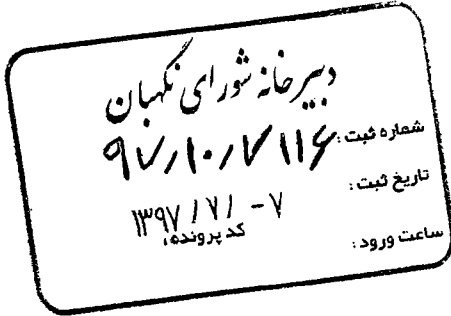 دبیرخانه شورای نگهبان
شماره ثبت: ۹۷/۱۰/۷۱۱۶
تاریخ ثبت: ۱۳۹۷/۷/-۷
کد پرونده:
ساعت ورود: